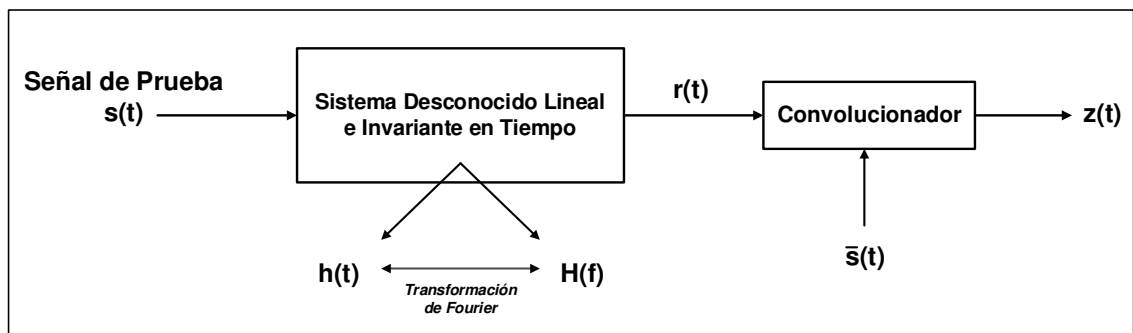 Señal de Prueba
s(t)
Sistema Desconocido Lineal
e Invariante en Tiempo
r(t)
Convolucionador
z(t)
s̅(t)
h(t)
H(f)
Transformación
de Fourier